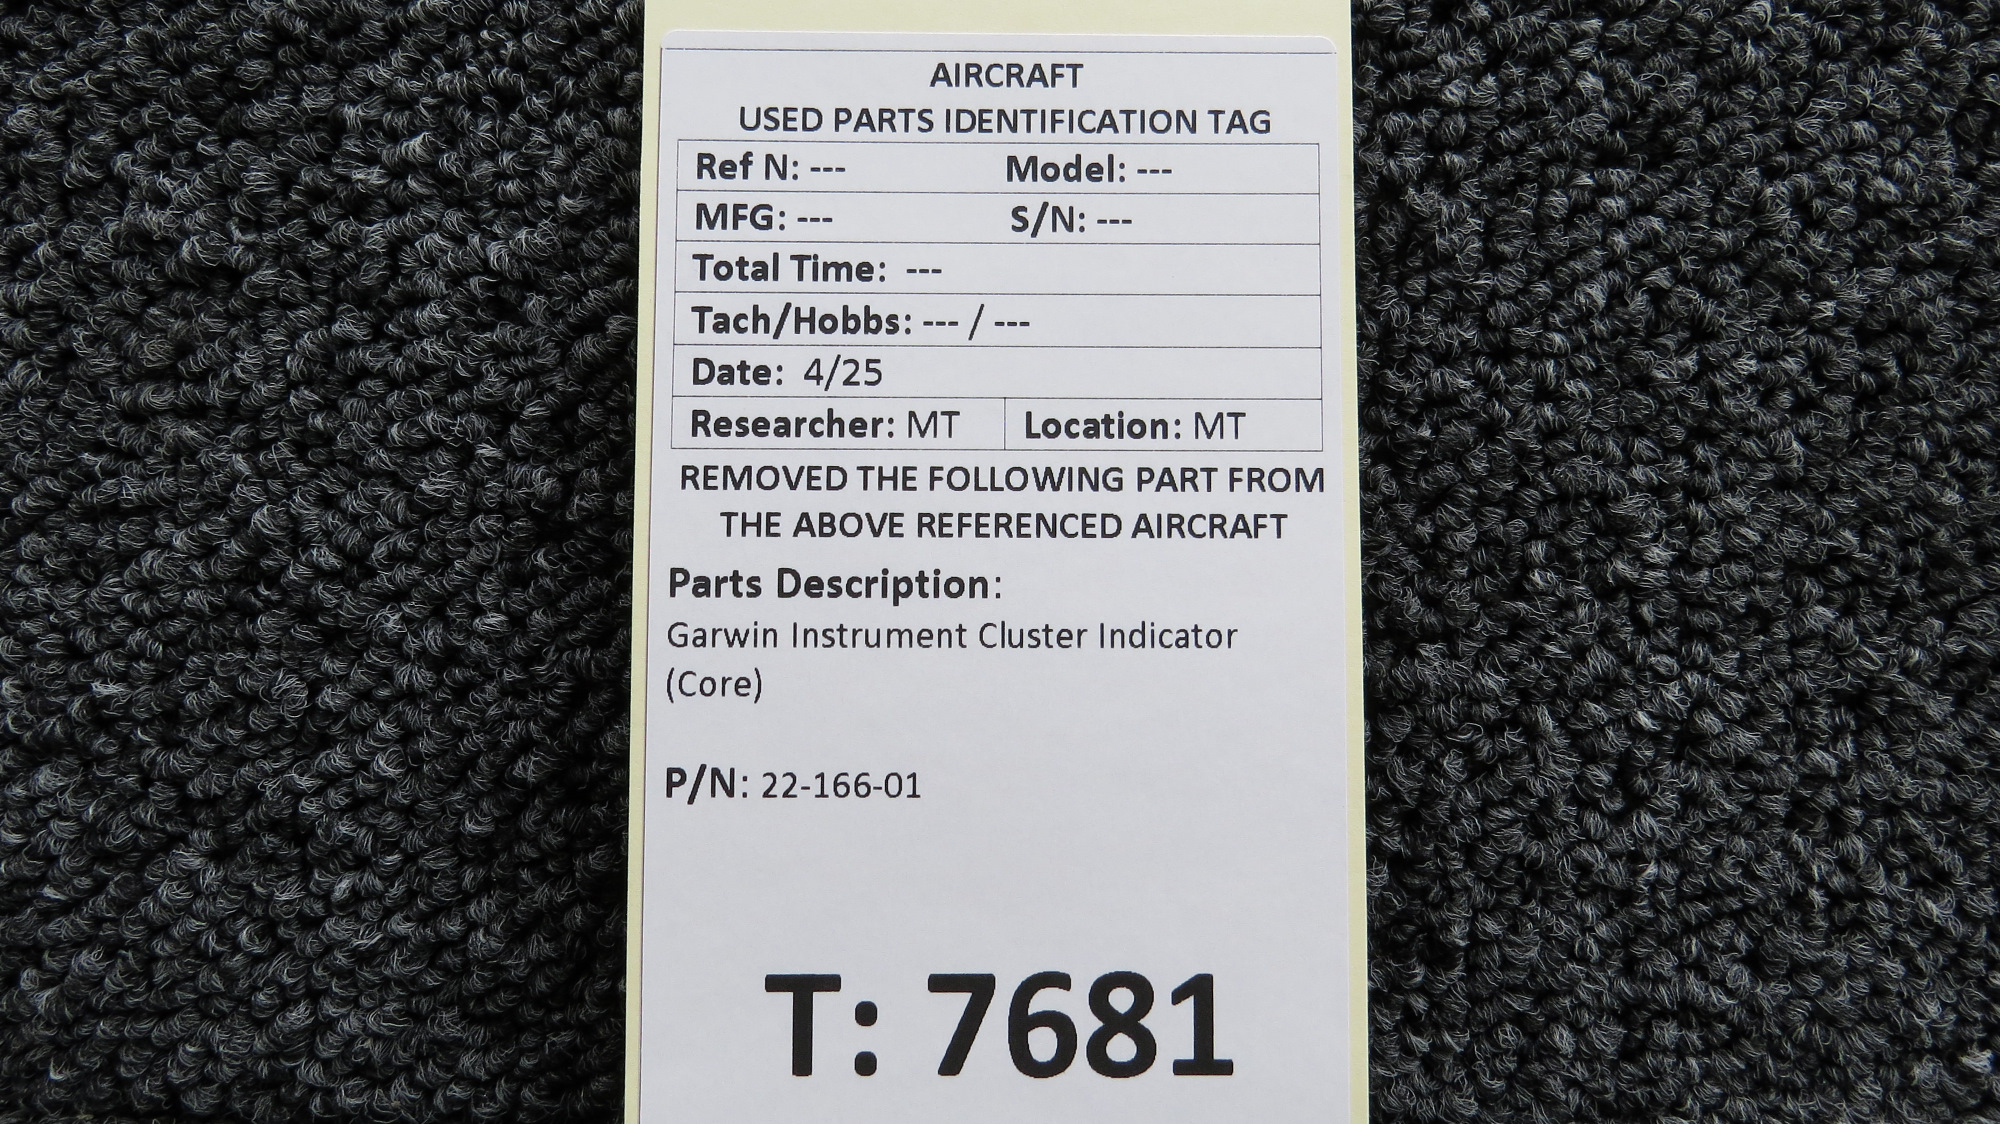 AIRCRAFT
USED PARTS IDENTIFICATION TAG
Ref N: --- Model: ---
MFG: --- S/N: ---
Total Time: ---
Tach/Hobbs: --- / ---
Date: 4/25
Researcher: MT Location: MT
REMOVED THE FOLLOWING PART FROM
THE ABOVE REFERENCED AIRCRAFT
Parts Description:
Garwin Instrument Cluster Indicator
(Core)
P/N: 22-166-01
T: 7681